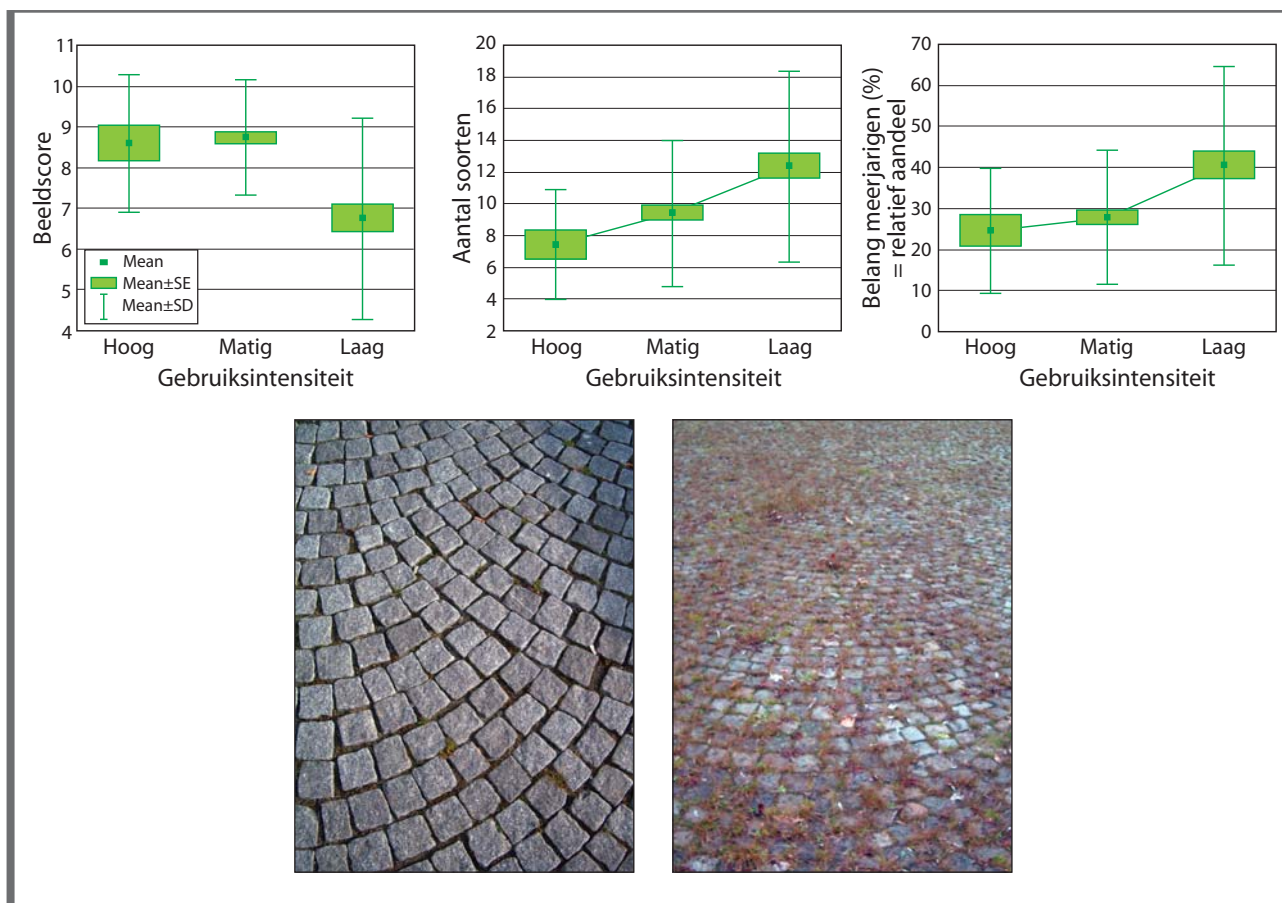 Beeldscore
11
10
9
8
7
6
5
4
Mean
Mean±SE
Mean±SD
Hoog Matig Laag
Gebruiksintensiteit
Aantal soorten
20
18
16
14
12
10
8
6
4
2
Hoog Matig Laag
Gebruiksintensiteit
Belang meerjarigen (%)
= relatief aandeel
70
60
50
40
30
20
10
0
Hoog Matig Laag
Gebruiksintensiteit